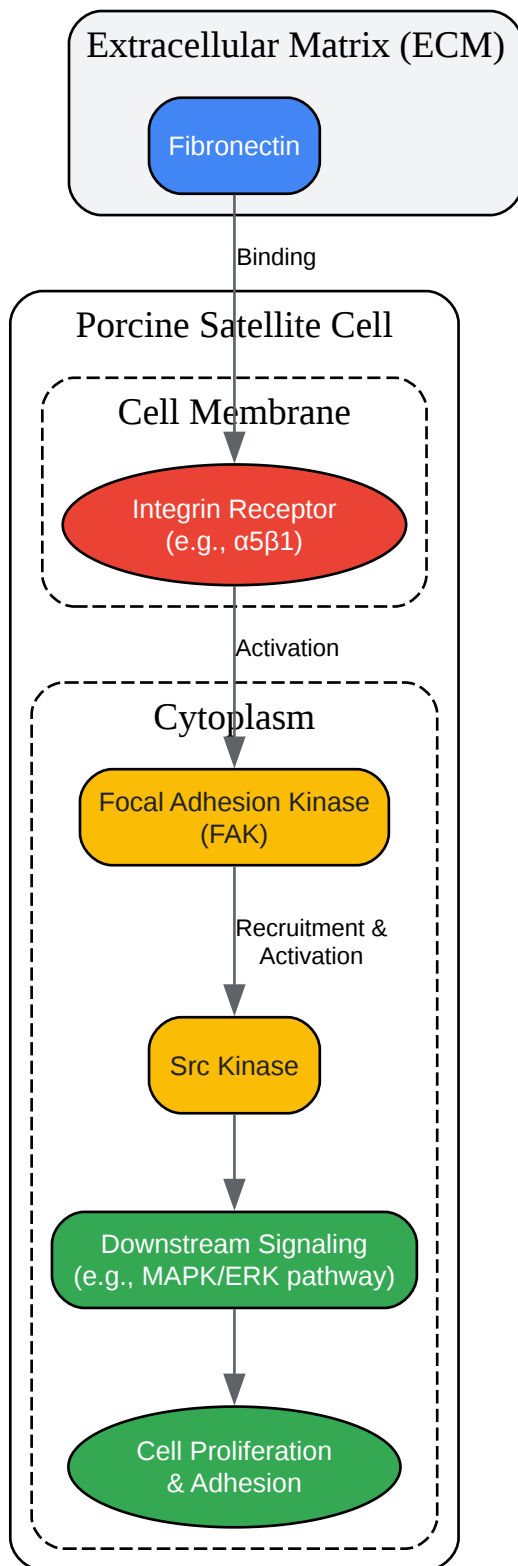 Extracellular Matrix (ECM)
Fibronectin
Binding
Porcine Satellite Cell
Cell Membrane
Integrin Receptor
(e.g., α5β1)
Activation
Cytoplasm
Focal Adhesion Kinase
(FAK)
Recruitment &
Activation
Src Kinase
Downstream Signaling
(e.g., MAPK/ERK pathway)
Cell Proliferation
& Adhesion